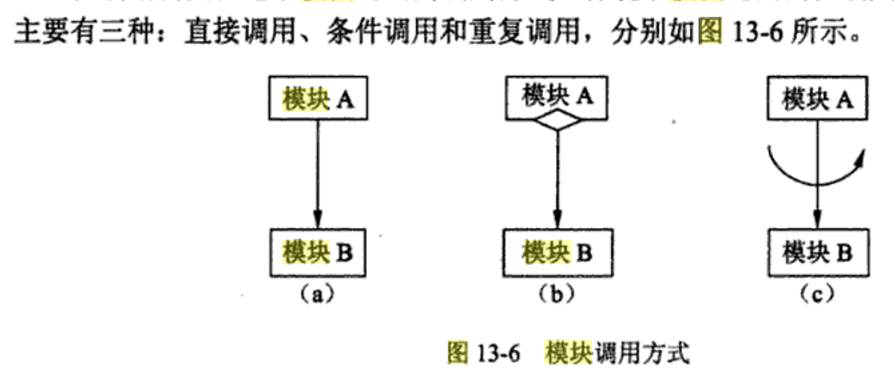 主要有三种：直接调用、条件调用和重复调用，分别如图 13-6 所示。
模块 A 模块 A 模块 A
模块 B 模块 B 模块 B
（a） （b） （c）
图 13-6 模块调用方式